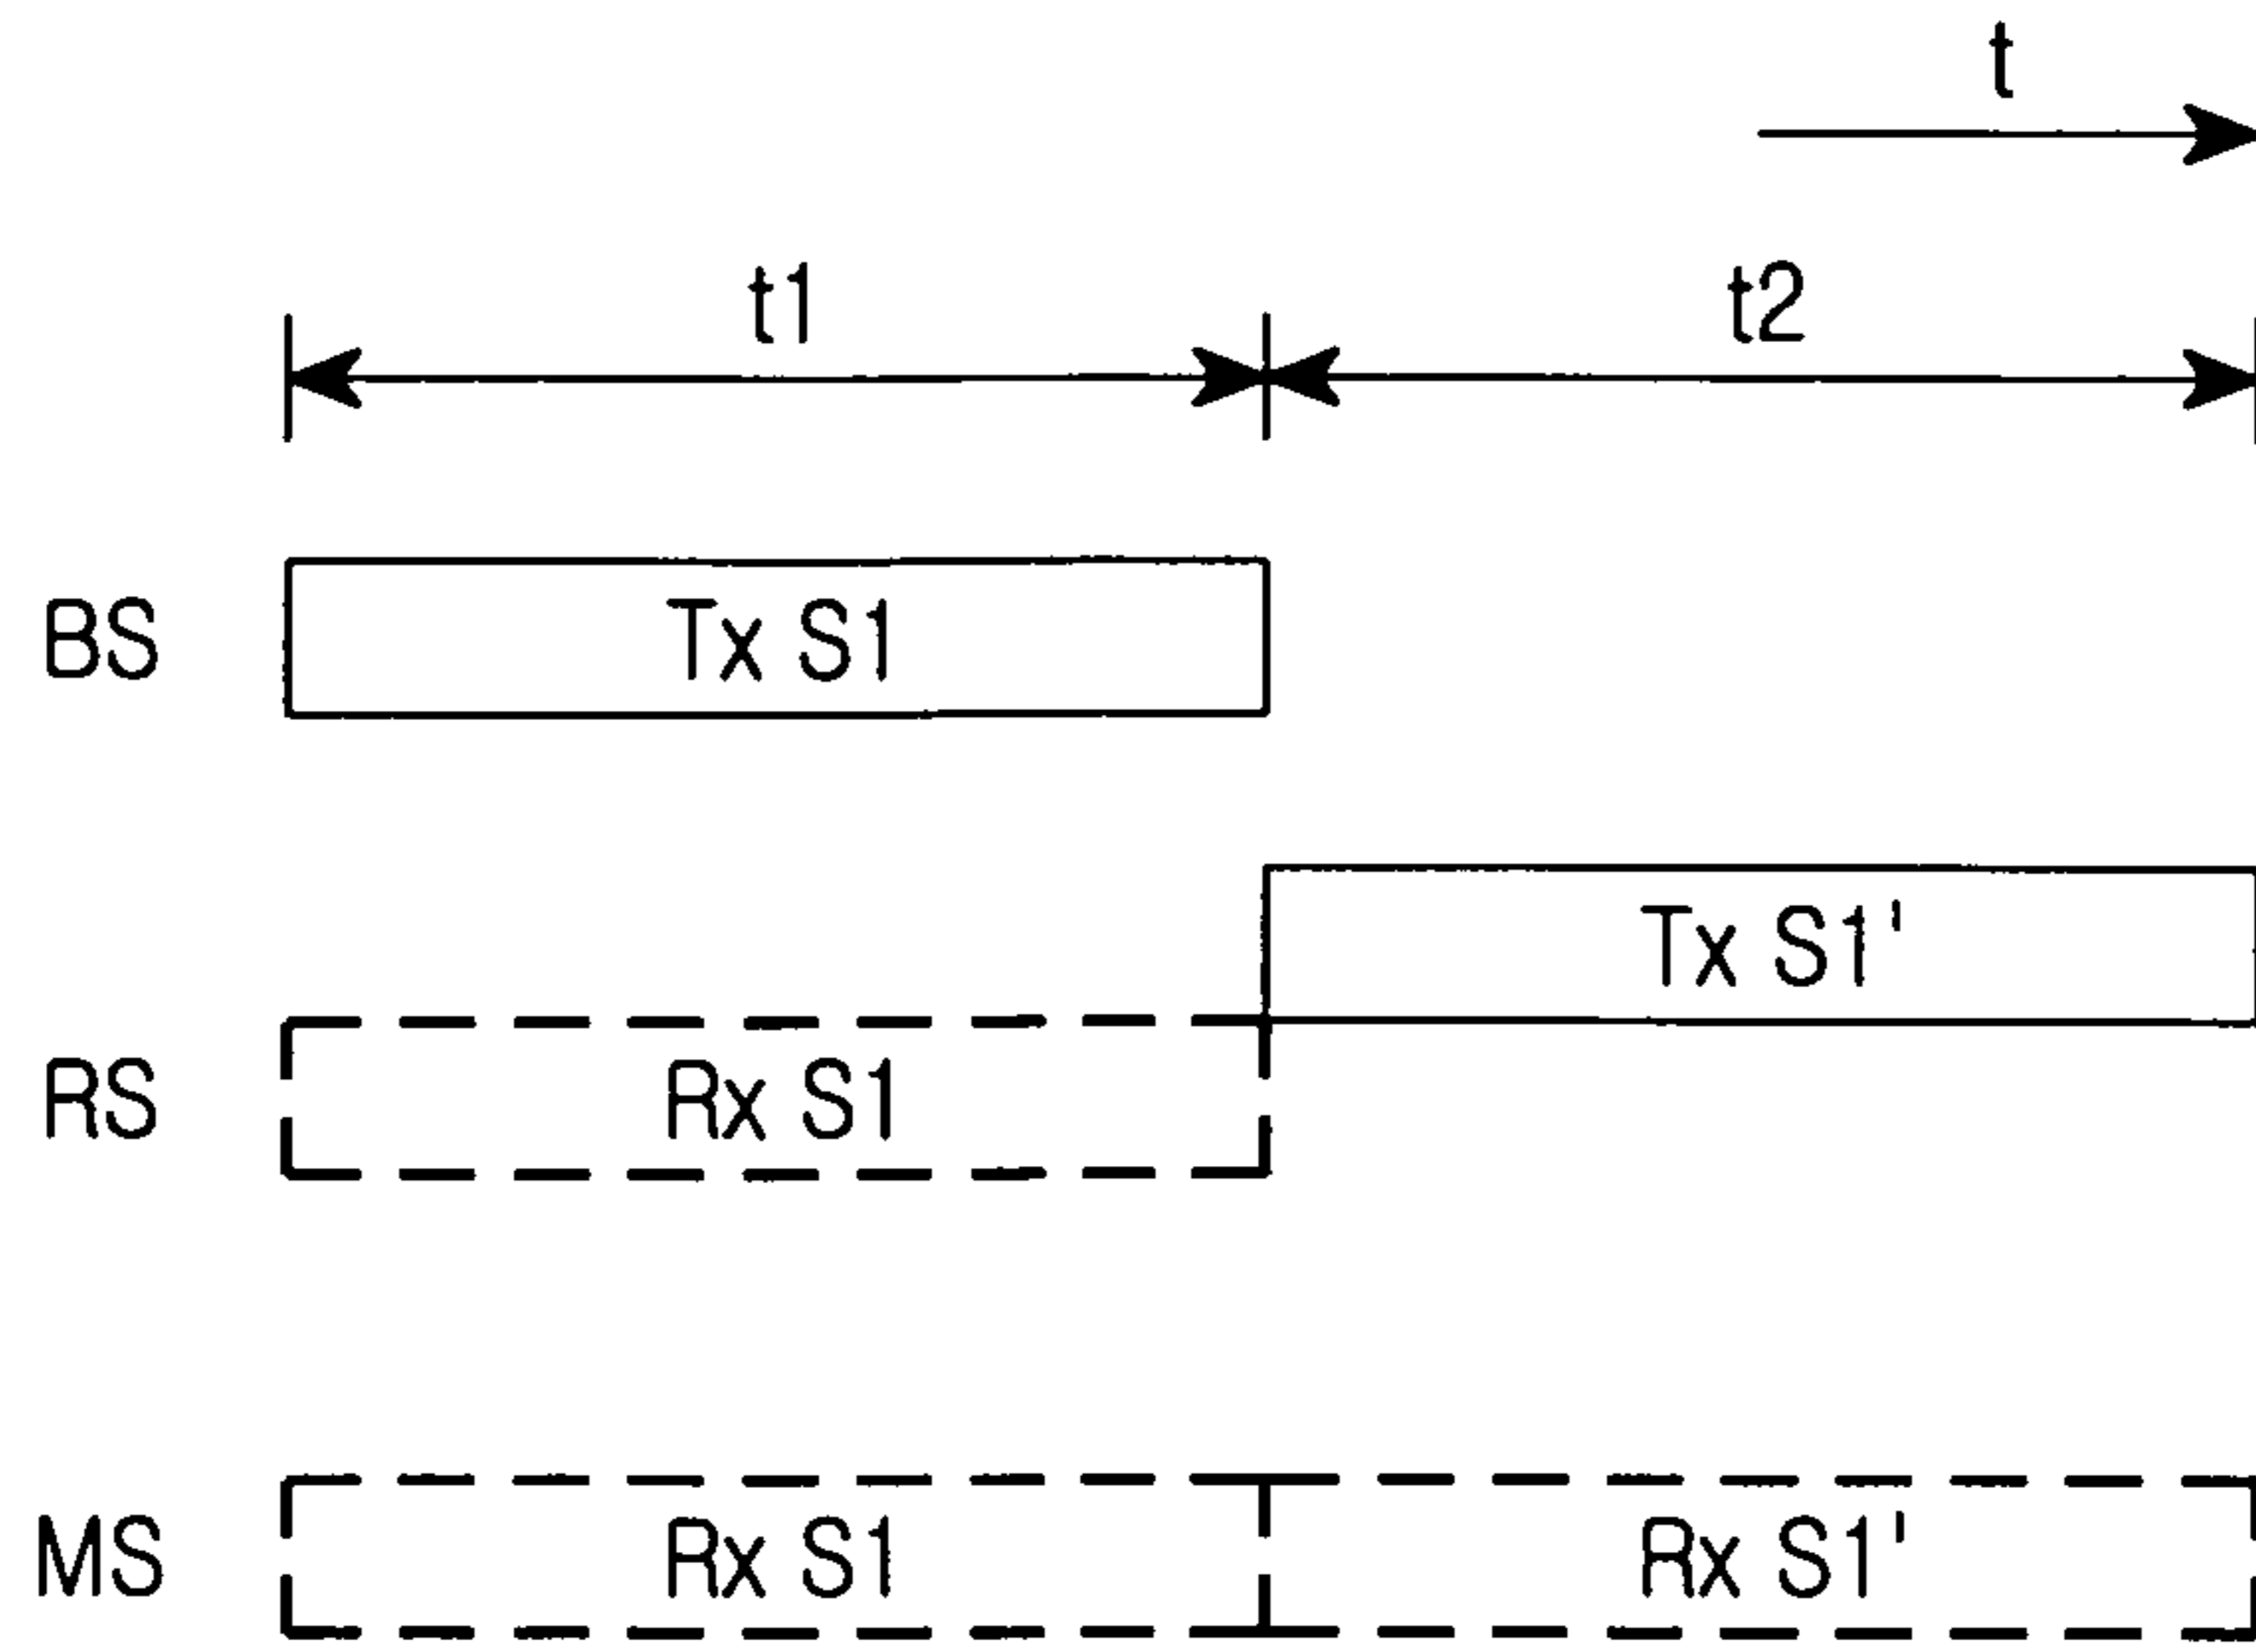 t
t1 t2
BS Tx S1
Tx S1'
RS Rx S1
MS Rx S1 Rx S1'